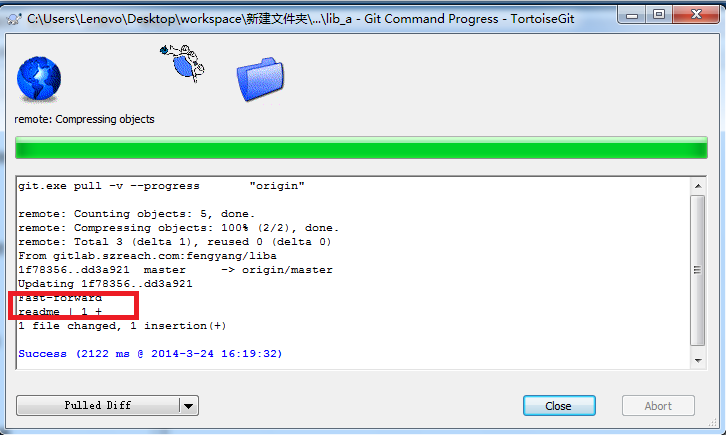 C:\Users\Lenovo\Desktop\workspace\新建文件夹\...\lib_a - Git Command Progress - TortoiseGit
remote: Compressing objects
git.exe pull -v --progress "origin"
remote: Counting objects: 5, done.
remote: Compressing objects: 100% (2/2), done.
remote: Total 3 (delta 1), reused 0 (delta 0)
From gitlab.szreach.com:fengyang/liba
1f78356..dd3a921 master -> origin/master
Updating 1f78356..dd3a921
Fast-forward
readme | 1 +
1 file changed, 1 insertion(+)
Success (2122 ms @ 2014-3-24 16:19:32)
Pulled Diff
Close
Abort